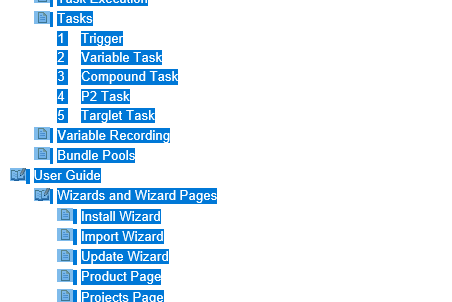 Task Execution
Tasks
1 Trigger
2 Variable Task
3 Compound Task
4 P2 Task
5 Targlet Task
Variable Recording
Bundle Pools
User Guide
Wizards and Wizard Pages
Install Wizard
Import Wizard
Update Wizard
Product Page
Projects Page